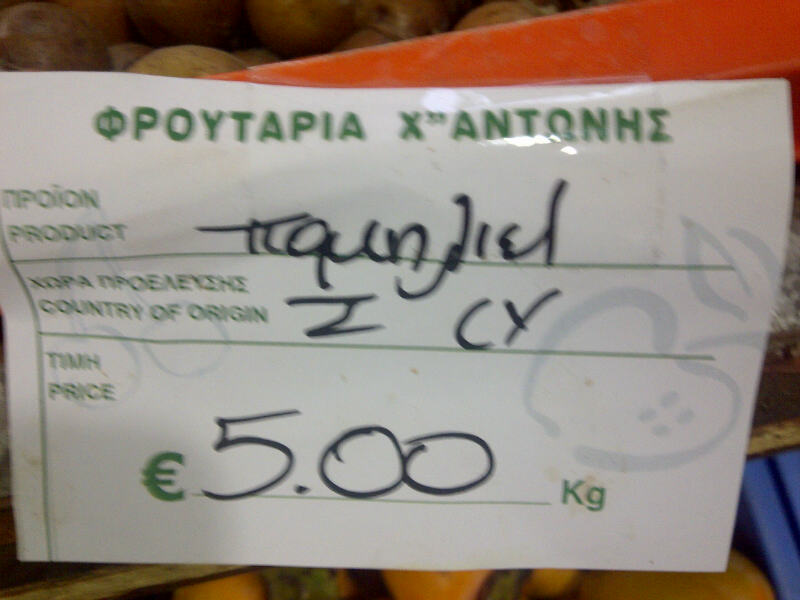 ΦΡΟΥΤΑΡΙΑ Χ"ΑΝΤΩΝΗΣ
ΠΡΟΪΟΝ
PRODUCT
ΧΩΡΑ ΠΡΟΕΛΕΥΣΗΣ
COUNTRY OF ORIGIN I CY
ΤΙΜΗ
PRICE
€ 5.00 Kg